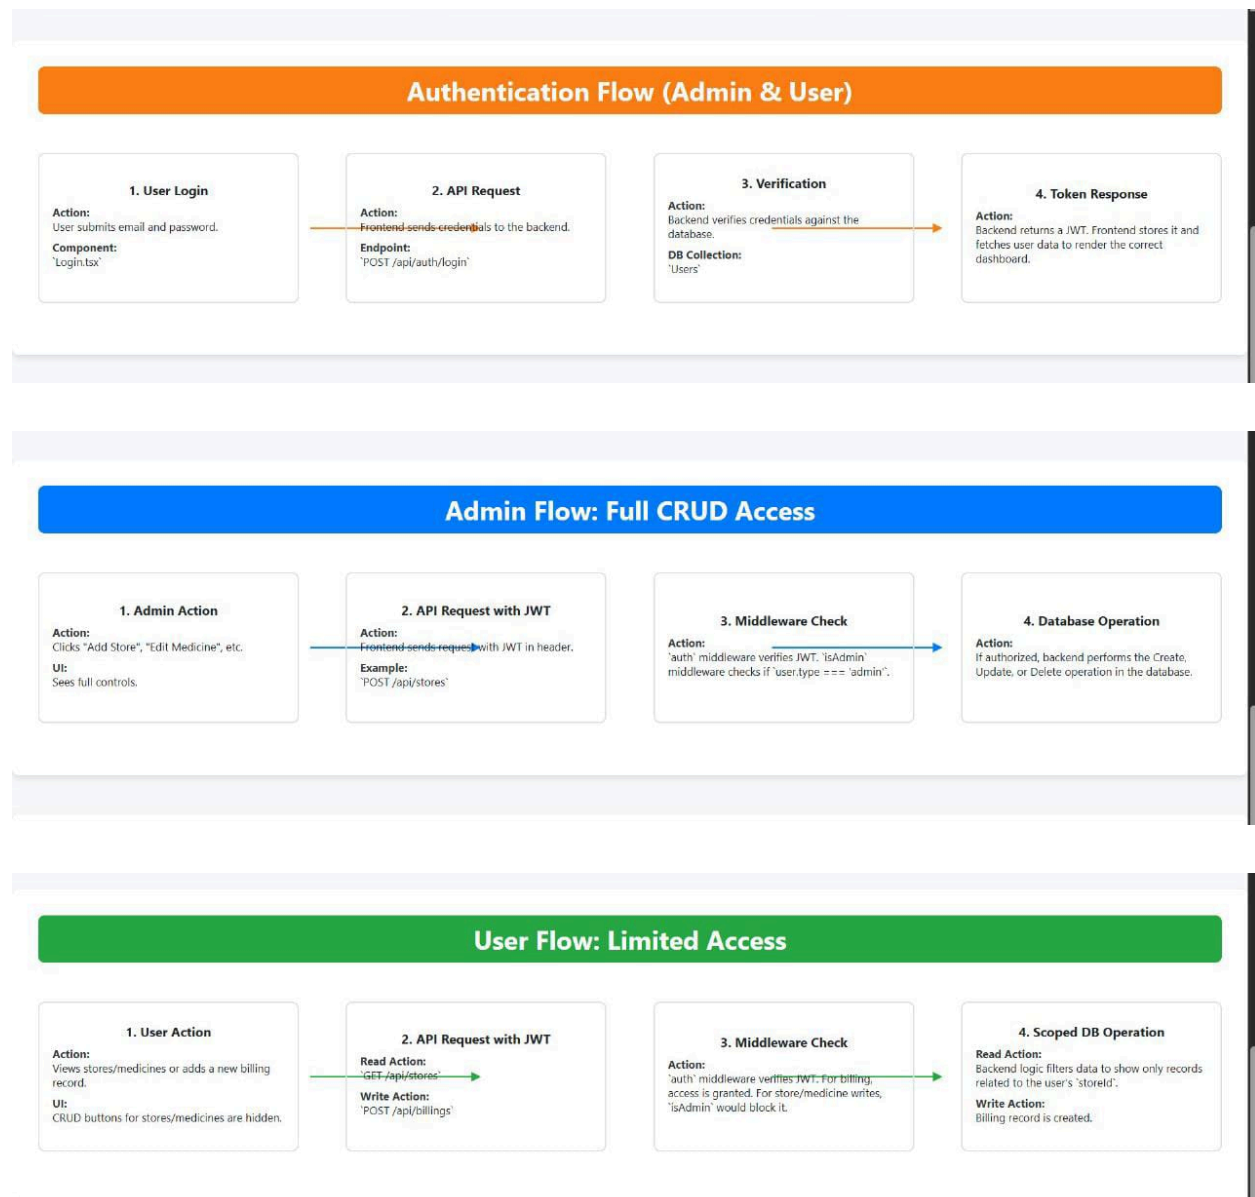 Authentication Flow (Admin & User)
1. User Login
Action:
User submits email and password.
Component:
`Login.tsx`
2. API Request
Action:
Frontend sends credentials to the backend.
Endpoint:
`POST /api/auth/login`
3. Verification
Action:
Backend verifies credentials against the
database.
DB Collection:
`Users`
4. Token Response
Action:
Backend returns a JWT. Frontend stores it and
fetches user data to render the correct
dashboard.
Admin Flow: Full CRUD Access
1. Admin Action
Action:
Clicks "Add Store", "Edit Medicine", etc.
UI:
Sees full controls.
2. API Request with JWT
Action:
Frontend sends request with JWT in header.
Example:
`POST /api/stores`
3. Middleware Check
Action:
`auth` middleware verifies JWT. `isAdmin`
middleware checks if `user.type === 'admin'`.
4. Database Operation
Action:
If authorized, backend performs the Create,
Update, or Delete operation in the database.
User Flow: Limited Access
1. User Action
Action:
Views stores/medicines or adds a new billing
record.
UI:
CRUD buttons for stores/medicines are hidden.
2. API Request with JWT
Read Action:
`GET /api/stores`
Write Action:
`POST /api/billings`
3. Middleware Check
Action:
`auth` middleware verifies JWT. For billing,
access is granted. For store/medicine writes,
`isAdmin` would block it.
4. Scoped DB Operation
Read Action:
Backend logic filters data to show only records
related to the user's `storeId`.
Write Action:
Billing record is created.